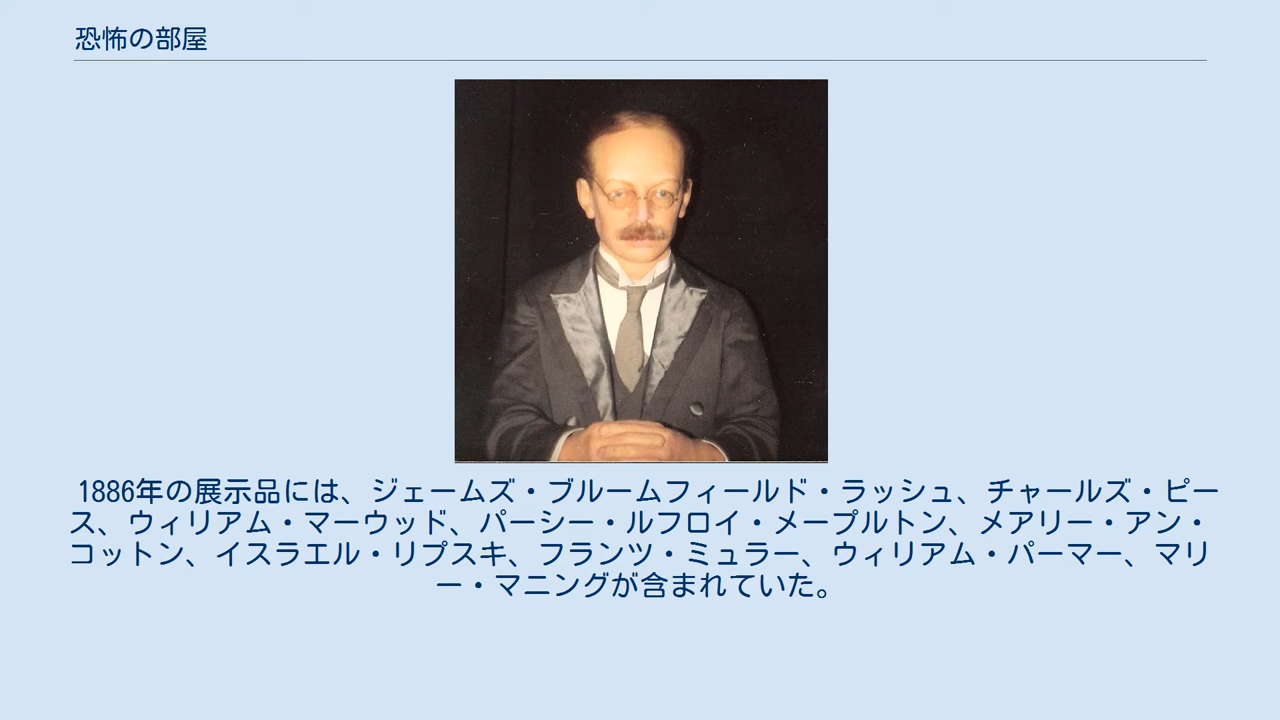 恐怖の部屋
1886年の展示品には、ジェームズ・ブルームフィールド・ラッシュ、チャールズ・ピー
ス、ウィリアム・マーウッド、パーシー・ルフロイ・メープルトン、メアリー・アン・
コットン、イスラエル・リプスキ、フランツ・ミュラー、ウィリアム・パーマー、マリ
ー・マニングが含まれていた。